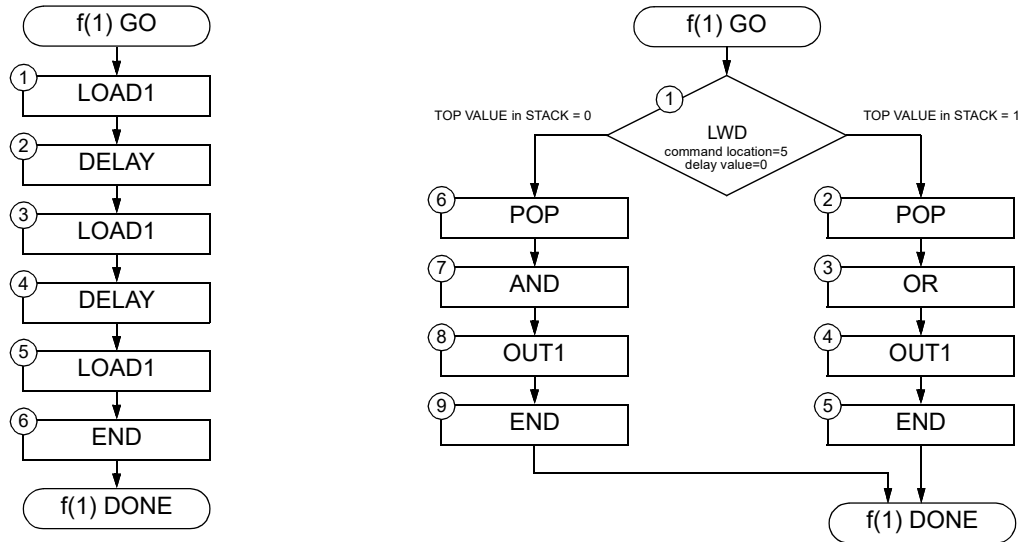 f(1) GO
1
LOAD1
2
DELAY
3
LOAD1
4
DELAY
5
LOAD1
6
END
f(1) DONE
f(1) GO
1
TOP VALUE in STACK = 0
TOP VALUE in STACK = 1
LWD
command location=5
delay value=0
6
POP
7
AND
8
OUT1
9
END
2
POP
3
OR
4
OUT1
5
END
f(1) DONE